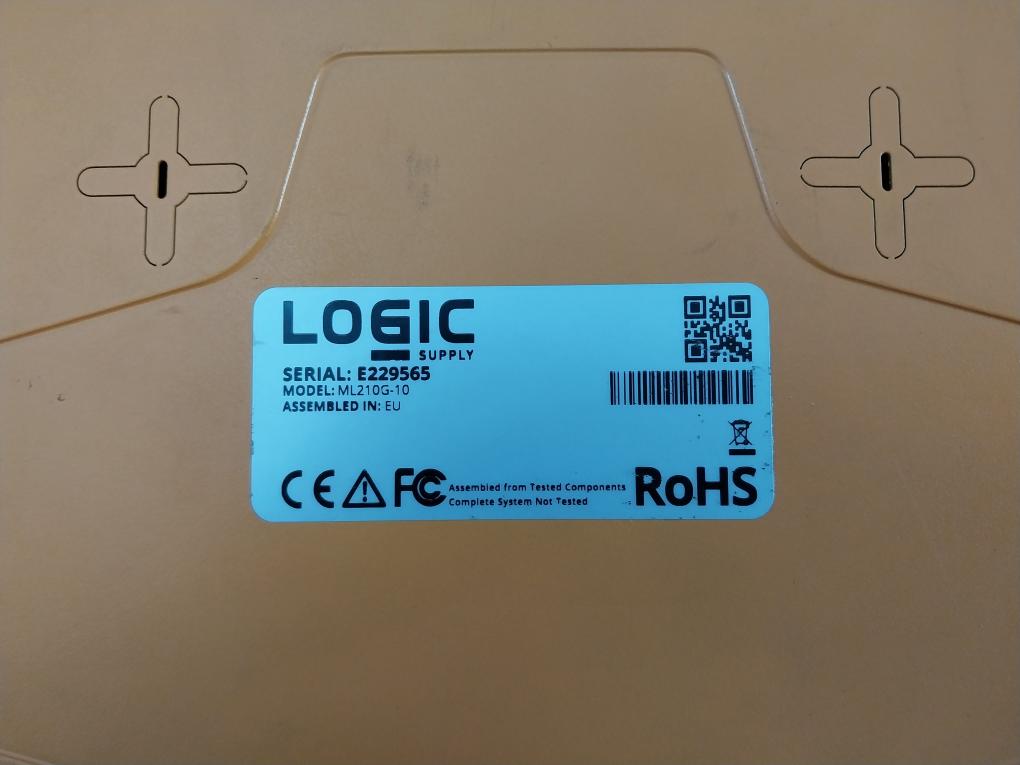 LOGIC
SUPPLY
SERIAL: E229565
MODEL: ML210G-10
ASSEMBLED IN: EU
CE FC Assembled from Tested Components
Complete System Not Tested
RoHS